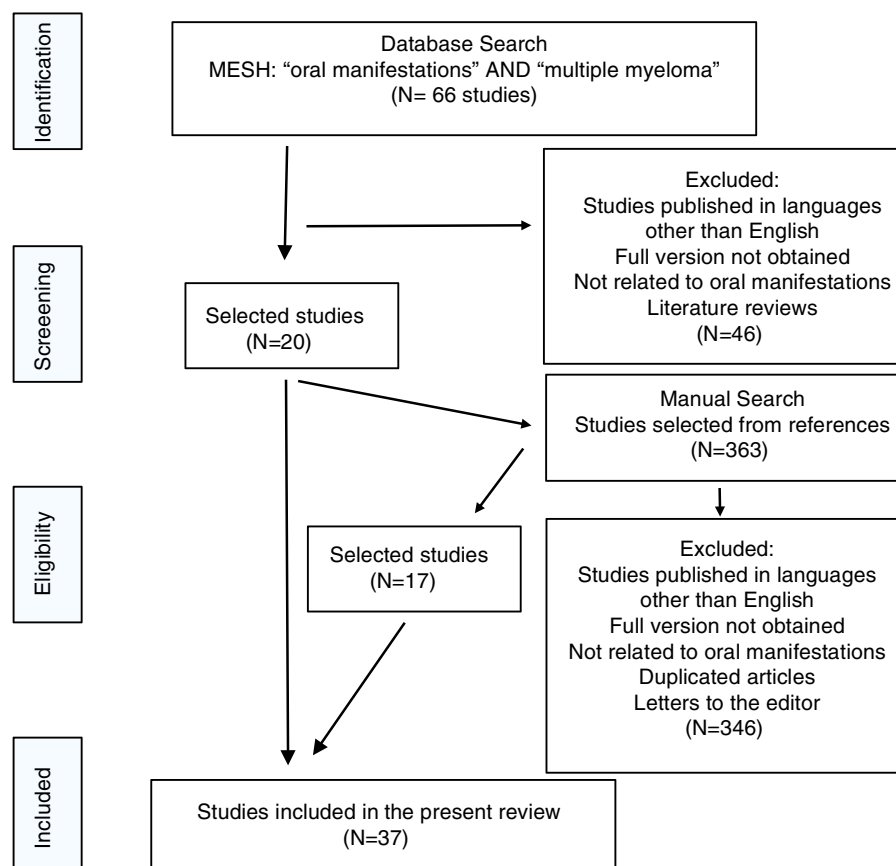 Identification
Database Search
MESH: “oral manifestations” AND “multiple myeloma”
(N= 66 studies)
Excluded:
Studies published in languages
other than English
Full version not obtained
Not related to oral manifestations
Literature reviews
(N=46)
Screeening
Selected studies
(N=20)
Manual Search
Studies selected from references
(N=363)
Eligibility
Selected studies
(N=17)
Excluded:
Studies published in languages
other than English
Full version not obtained
Not related to oral manifestations
Duplicated articles
Letters to the editor
(N=346)
Included
Studies included in the present review
(N=37)